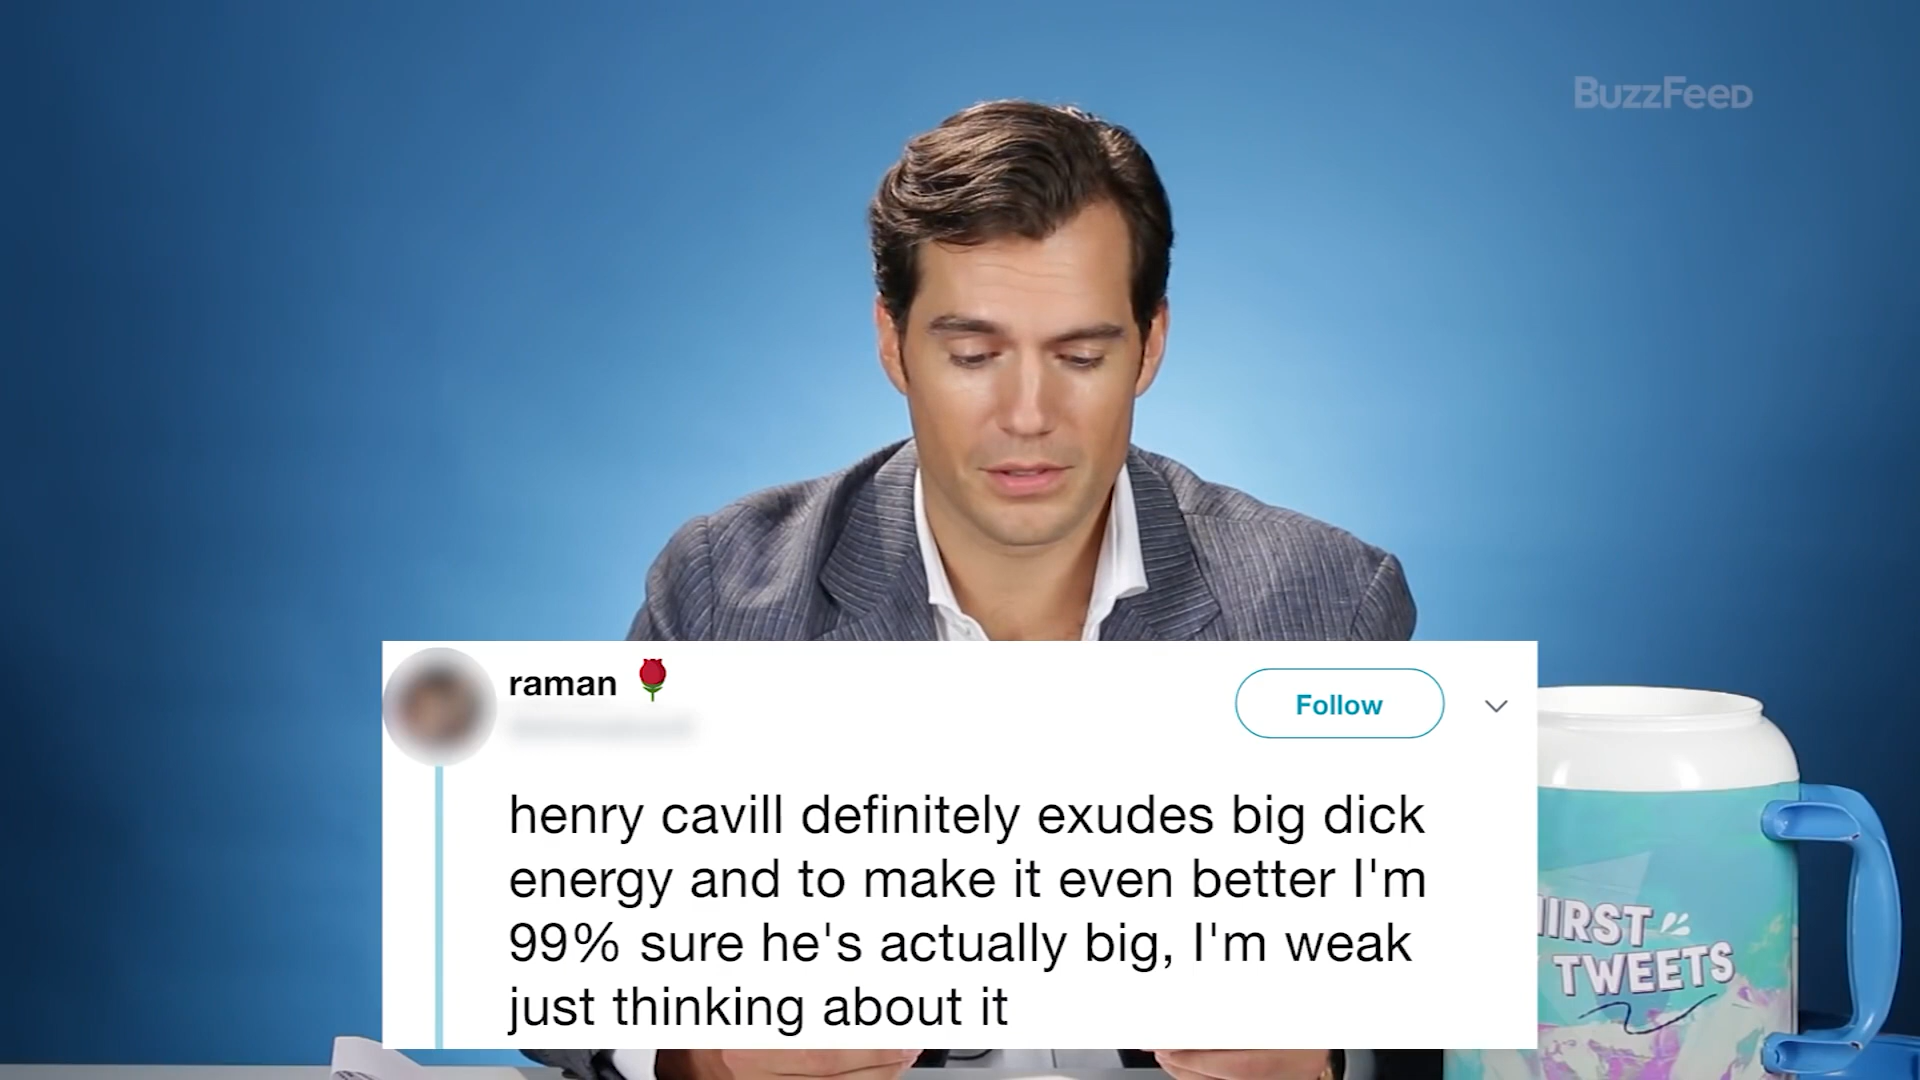 BuzzFeed
raman
Follow
henry cavill definitely exudes big dick
energy and to make it even better I'm
99% sure he's actually big, I'm weak
just thinking about it
TWEETS